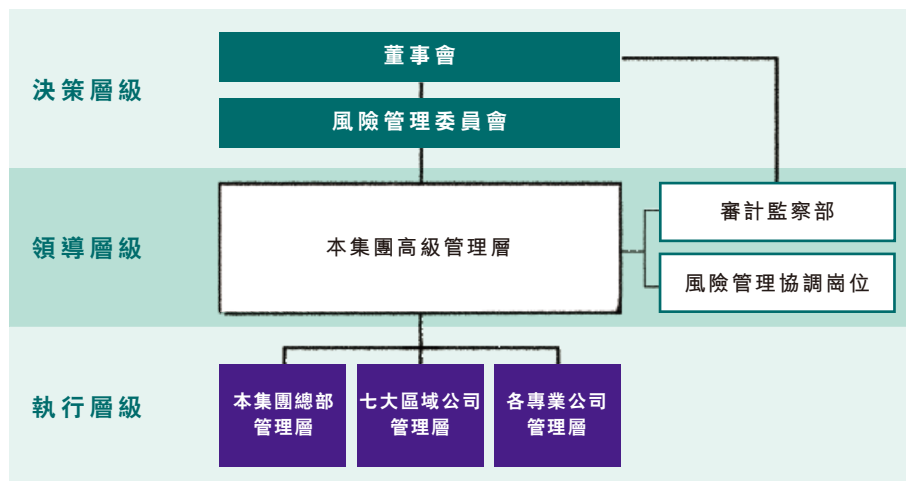 決策層級
董事會
風險管理委員會
領導層級
本集團高級管理層
審計監察部
風險管理協調崗位
執行層級
本集團總部
管理層
七大區域公司
管理層
各專業公司
管理層